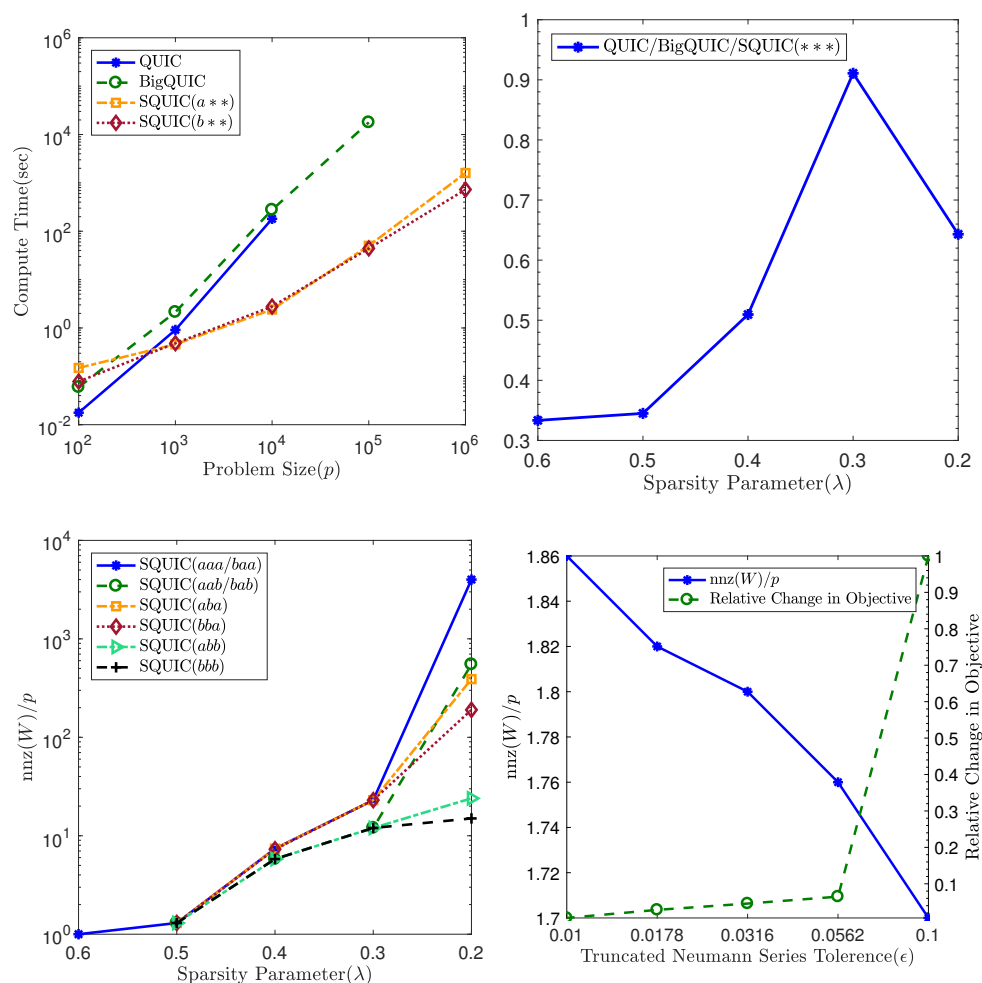 10^6
10^4
10^2
10^0
10^-2
Compute Time(sec)
QUIC
BigQUIC
SQUIC(a ∗ ∗)
SQUIC(b ∗ ∗)
10^2 10^3 10^4 10^5 10^6
Problem Size(p)
1
0.9
0.8
0.7
0.6
0.5
0.4
0.3
QUIC/BigQUIC/SQUIC(∗ ∗ ∗)
0.6 0.5 0.4 0.3 0.2
Sparsity Parameter(λ)
10^4
10^3
10^2
10^1
10^0
nnz(W)/p
SQUIC(aaa/baa)
SQUIC(aab/bab)
SQUIC(aba)
SQUIC(bba)
SQUIC(abb)
SQUIC(bbb)
0.6 0.5 0.4 0.3 0.2
Sparsity Parameter(λ)
1.86
1.84
1.82
1.8
1.78
1.76
1.74
1.72
1.7
nnz(W)/p
nnz(W)/p
Relative Change in Objective
1
0.9
0.8
0.7
0.6
0.5
0.4
0.3
0.2
0.1
Relative Change in Objective
0.01 0.0178 0.0316 0.0562 0.1
Truncated Neumann Series Tolerence(ϵ)